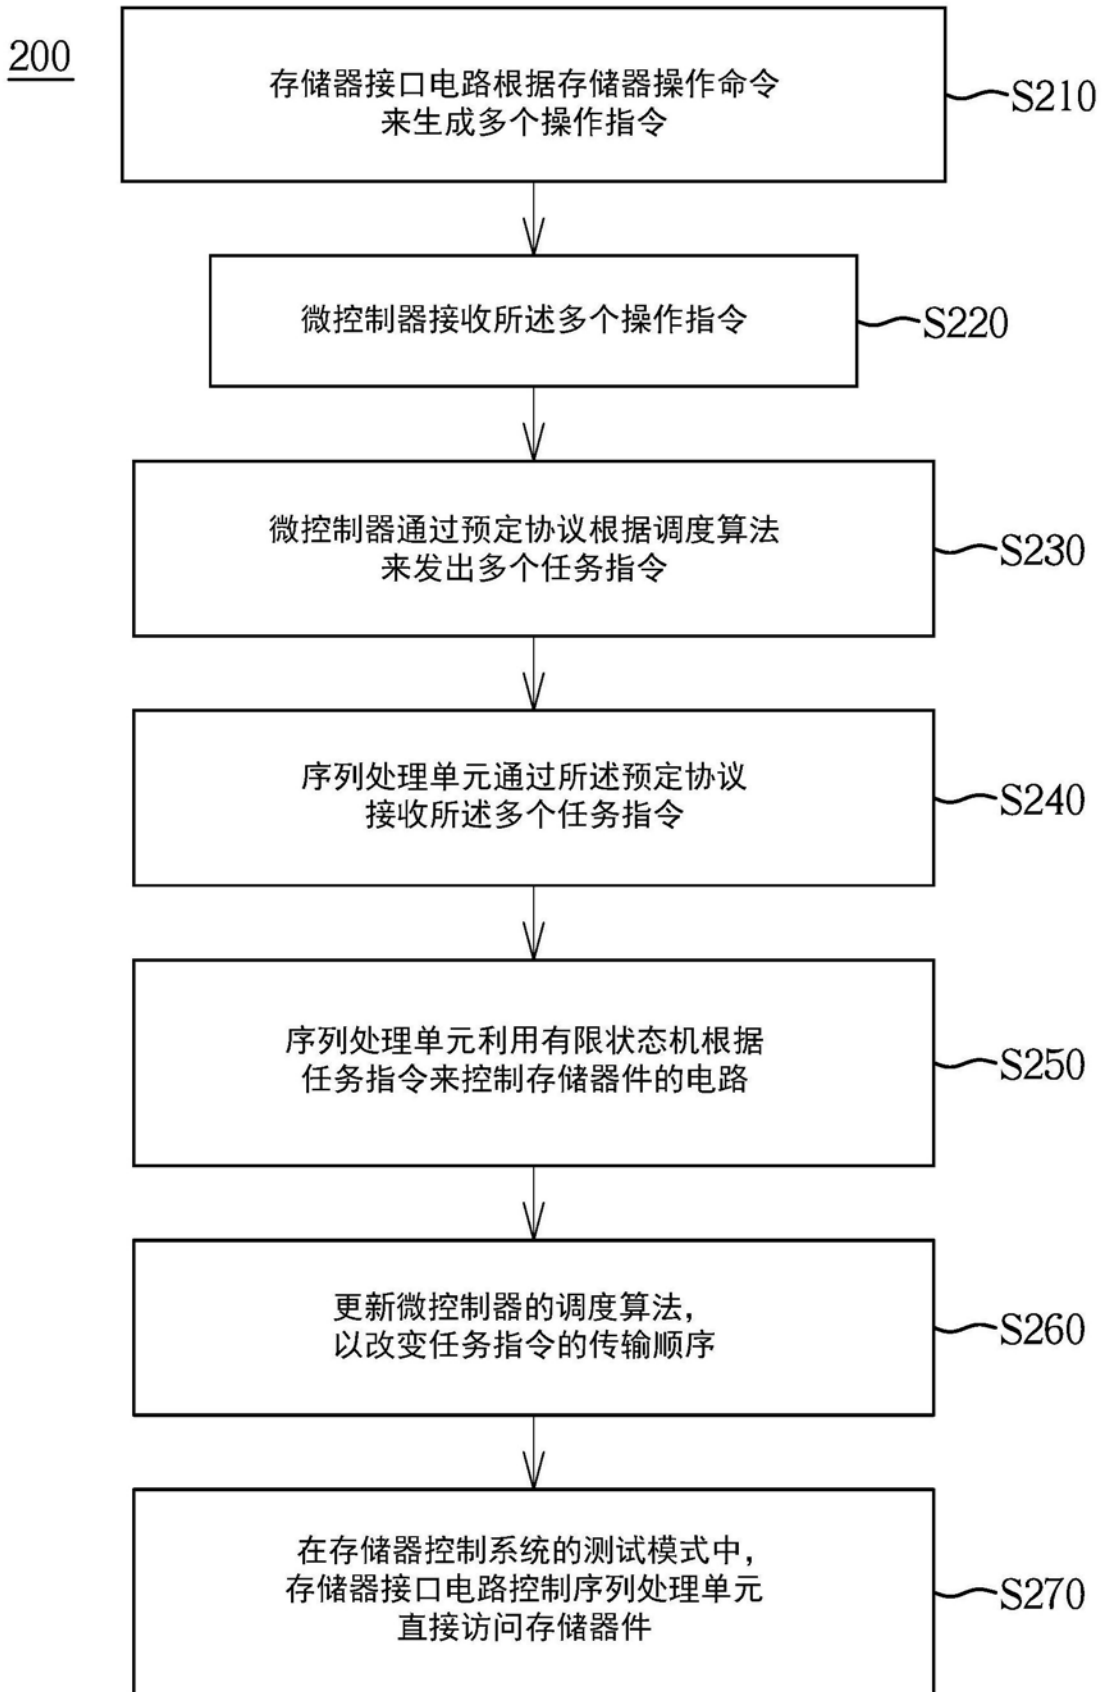 200
存储器接口电路根据存储器操作命令
来生成多个操作指令
S210
微控制器接收所述多个操作指令
S220
微控制器通过预定协议根据调度算法
来发出多个任务指令
S230
序列处理单元通过所述预定协议
接收所述多个任务指令
S240
序列处理单元利用有限状态机根据
任务指令来控制存储器件的电路
S250
更新微控制器的调度算法，
以改变任务指令的传输顺序
S260
在存储器控制系统的测试模式中，
存储器接口电路控制序列处理单元
直接访问存储器件
S270